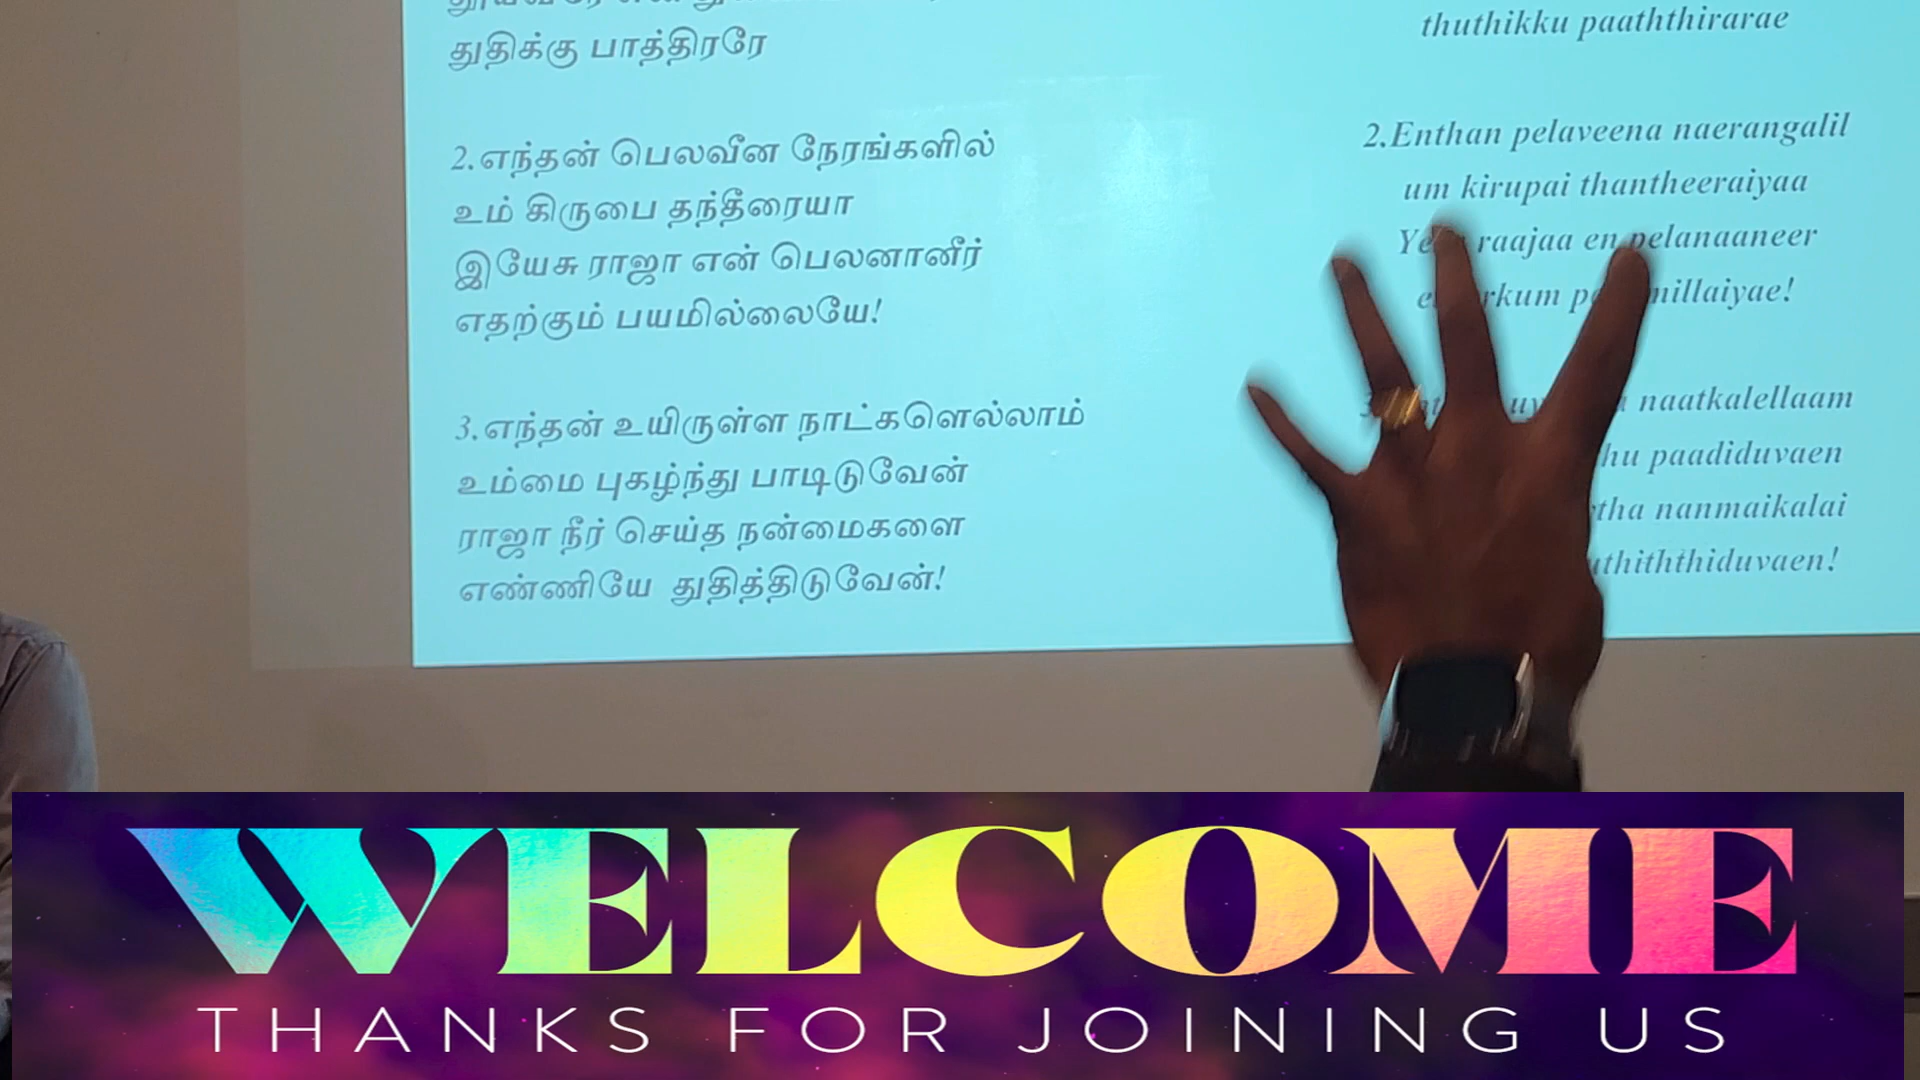 துதிக்கு பாத்திரரே
2.எந்தன் பெலவீன நேரங்களில்
உம் கிருபை தந்தீரையா
இயேசு ராஜா என் பெலனானீர்
எதற்கும் பயமில்லையே!
3.எந்தன் உயிருள்ள நாட்களெல்லாம்
உம்மை புகழ்ந்து பாடிடுவேன்
ராஜா நீர் செய்த நன்மைகளை
எண்ணியே துதித்திடுவேன்!
thuthikku paaththirarae
2.Enthan pelaveena naerangalil
um kirupai thantheeraiyaa
raajaa en pelanaaneer
naatkalellaam
paadiduvaen
nanmaikalai
WELCOME
THANKS FOR JOINING US